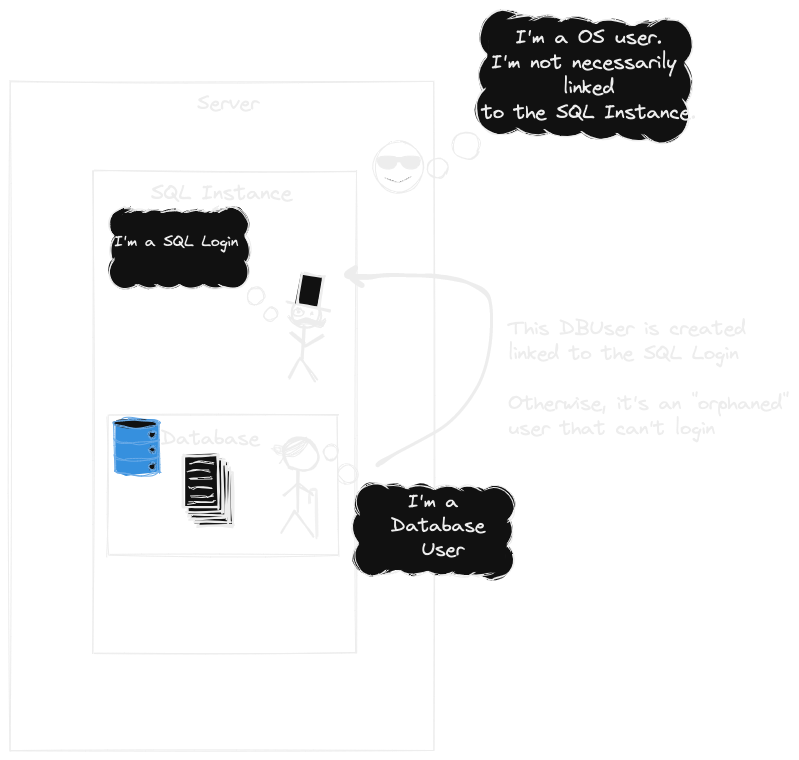 I'm a OS user.
I'm not necessarily
linked
to the SQL Instance.
Server
SQL Instance
I'm a SQL Login
This DBUser is created
linked to the SQL Login
Otherwise, it's an "orphaned"
user that can't login
Database
I'm a
Database
User